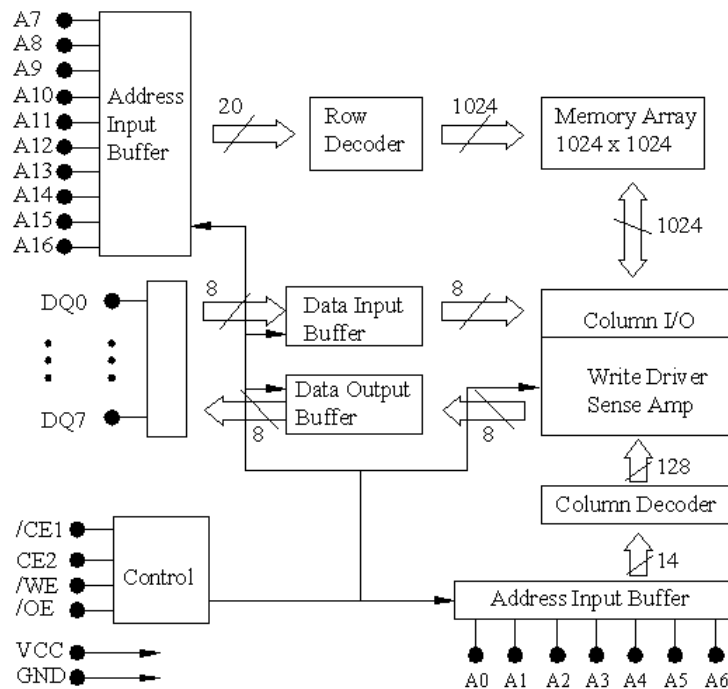 A7
A8
A9
A10
A11
A12
A13
A14
A15
A16
Address
Input
Buffer
20
Row
Decoder
1024
Memory Array
1024 x 1024
1024
DQ0
DQ7
8
Data Input
Buffer
8
Column I/O
Write Driver
Sense Amp
8
Data Output
Buffer
8
128
Column Decoder
14
Address Input Buffer
A0
A1
A2
A3
A4
A5
A6
/CE1
CE2
/WE
/OE
Control
VCC
GND